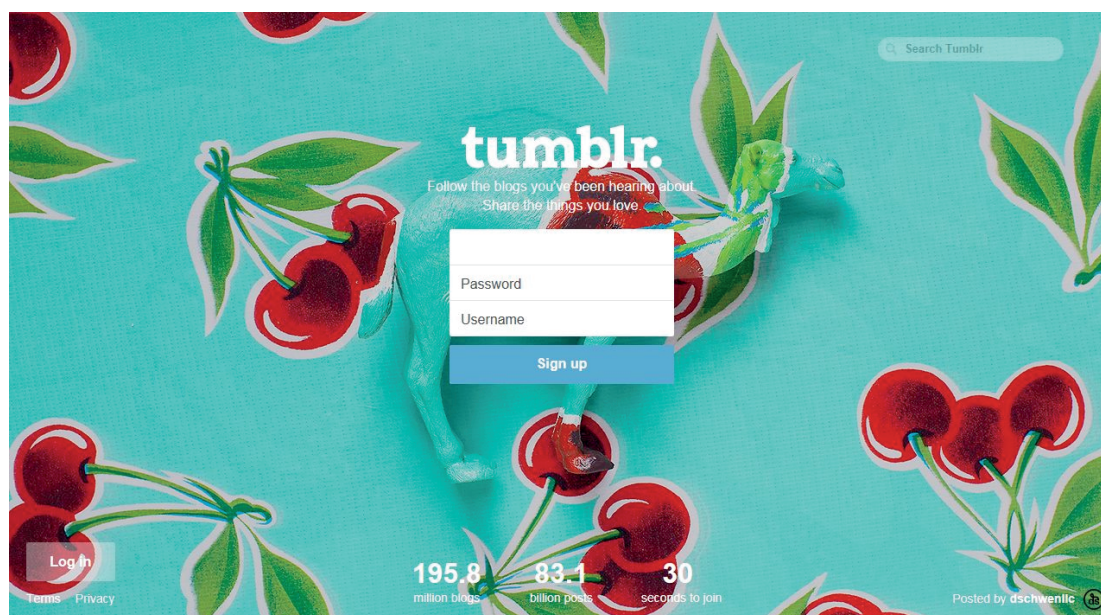 Search Tumblr
tumblr.
Follow the blogs you've been hearing about.
Share the things you love.
Password
Username
Sign up
Log in
195.8 83.1 30
million blogs billion posts seconds to join
Terms Privacy
Posted by dschwenlic